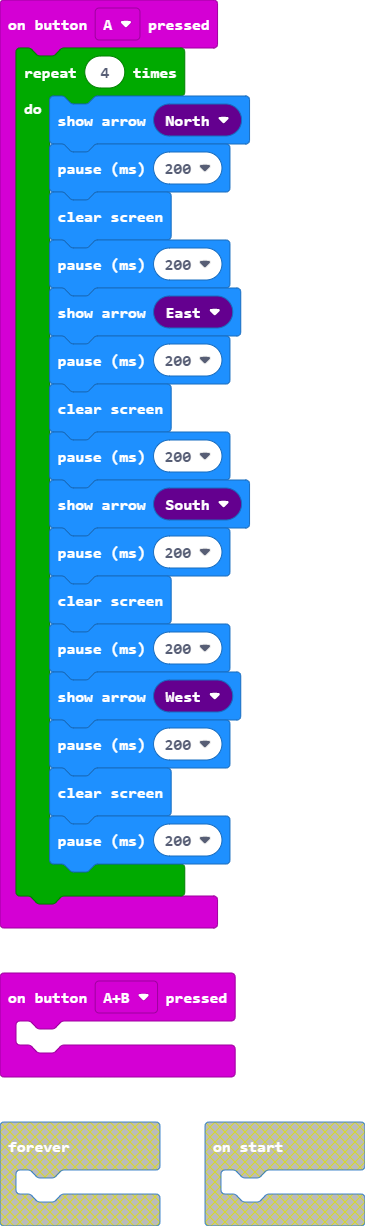 on button A pressed
repeat 4 times
do
show arrow North
pause (ms) 200
clear screen
pause (ms) 200
show arrow East
pause (ms) 200
clear screen
pause (ms) 200
show arrow South
pause (ms) 200
clear screen
pause (ms) 200
show arrow West
pause (ms) 200
clear screen
pause (ms) 200
on button A+B pressed
forever
on start